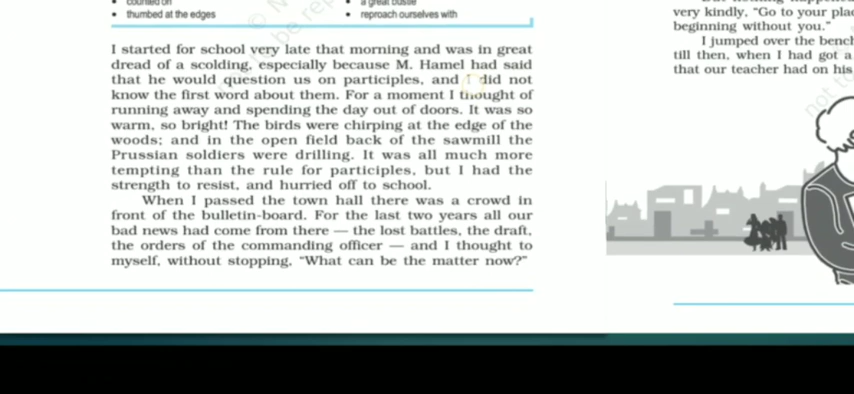 • counted on
• a great bustle
• thumbed at the edges
• reproach ourselves with
I started for school very late that morning and was in great
dread of a scolding, especially because M. Hamel had said
that he would question us on participles, and I did not
know the first word about them. For a moment I thought of
running away and spending the day out of doors. It was so
warm, so bright! The birds were chirping at the edge of the
woods; and in the open field back of the sawmill the
Prussian soldiers were drilling. It was all much more
tempting than the rule for participles, but I had the
strength to resist, and hurried off to school.
When I passed the town hall there was a crowd in
front of the bulletin-board. For the last two years all our
bad news had come from there — the lost battles, the draft,
the orders of the commanding officer — and I thought to
myself, without stopping, “What can be the matter now?”
very kindly, “Go to your plac
beginning without you.”
I jumped over the bench
till then, when I had got a
that our teacher had on his
not to